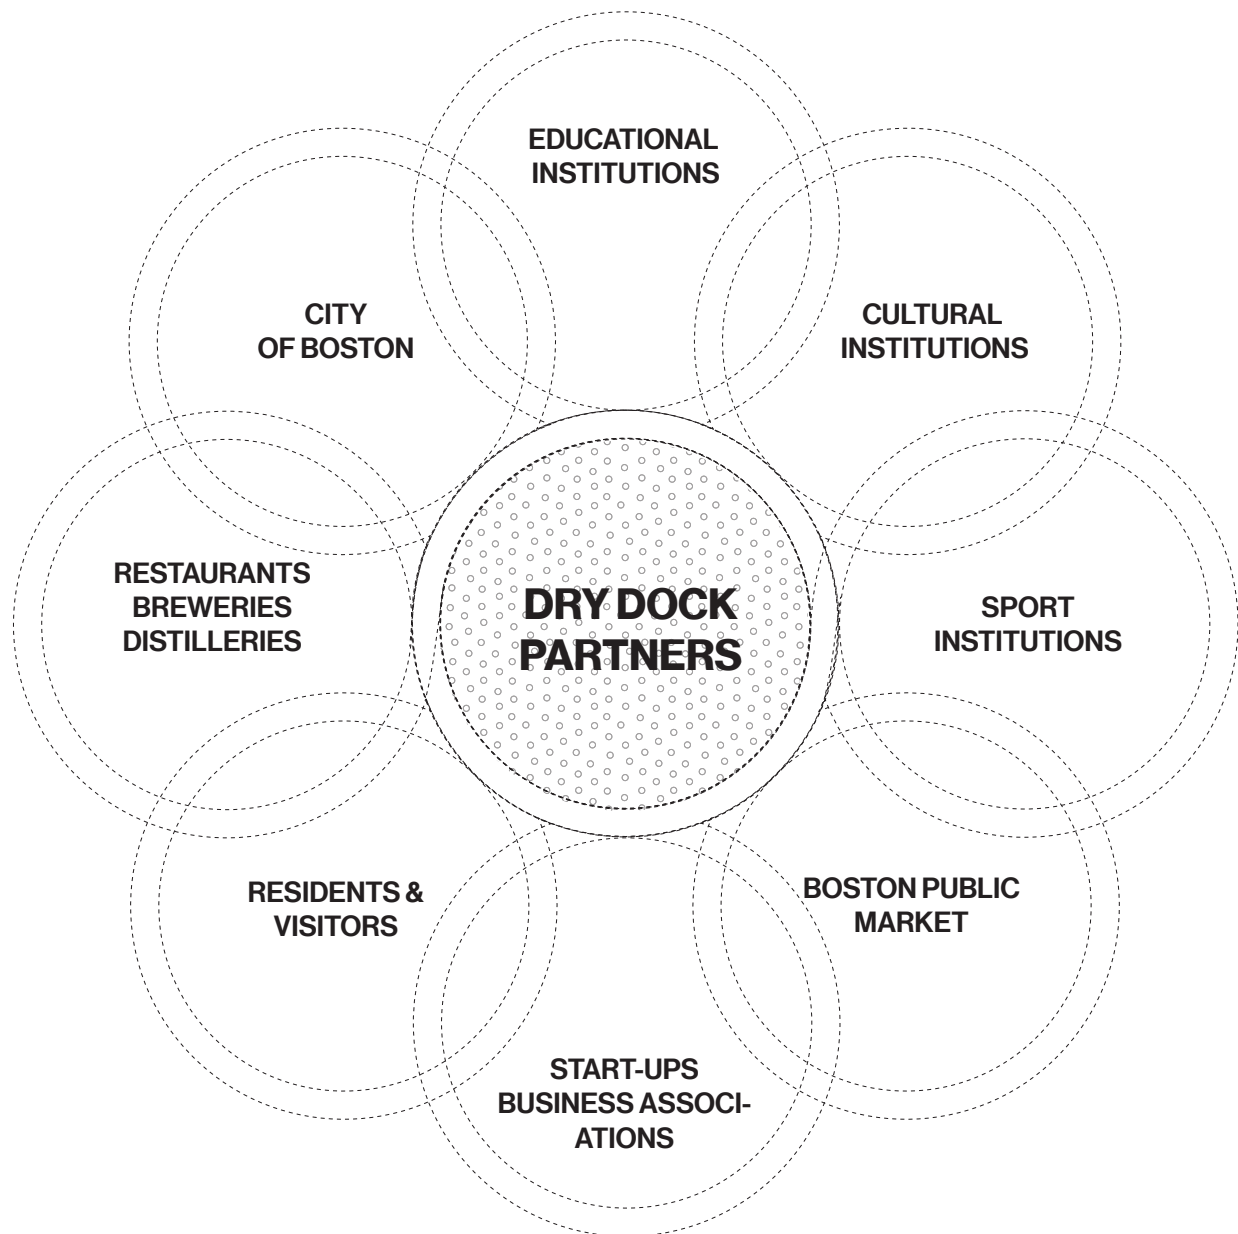 EDUCATIONAL
INSTITUTIONS
CITY
OF BOSTON
CULTURAL
INSTITUTIONS
RESTAURANTS
BREWERIES
DISTILLERIES
DRY DOCK
PARTNERS
SPORT
INSTITUTIONS
RESIDENTS &
VISITORS
BOSTON PUBLIC
MARKET
START-UPS
BUSINESS ASSOCI-
ATIONS